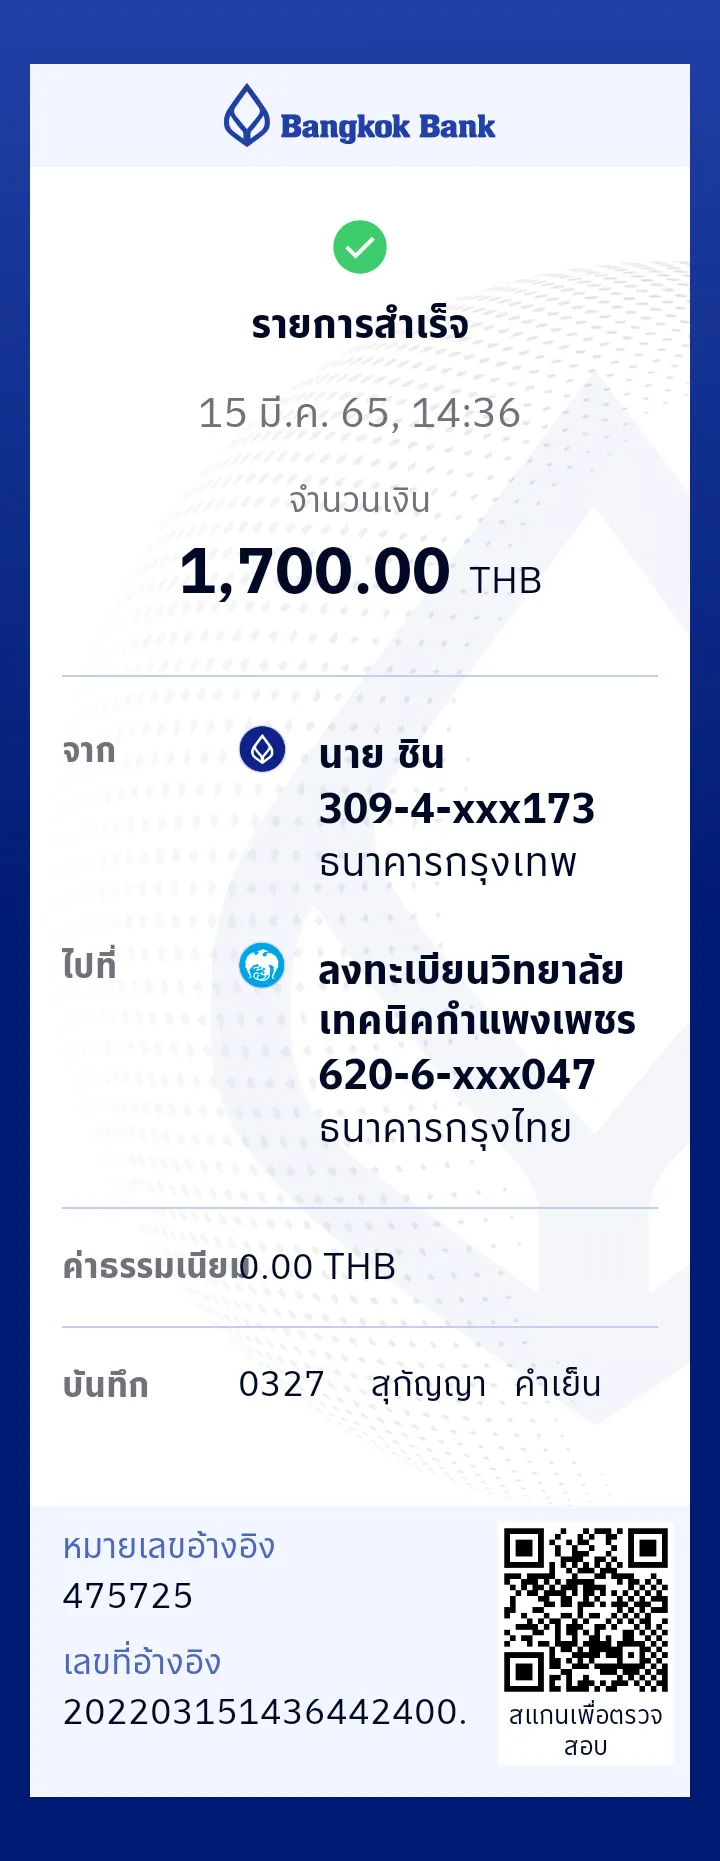 Bangkok Bank
รายการสำเร็จ
15 มี.ค. 65, 14:36
จำนวนเงิน
1,700.00 THB
จาก
นาย ชิน
309-4-xxx173
ธนาคารกรุงเทพ
ไปที่
ลงทะเบียนวิทยาลัย
เทคนิคกำแพงเพชร
620-6-xxx047
ธนาคารกรุงไทย
ค่าธรรมเนียม 0.00 THB
บันทึก 0327 สุกัญญา คำเย็น
หมายเลขอ้างอิง
475725
เลขที่อ้างอิง
202203151436442400.
สแกนเพื่อตรวจ
สอบ